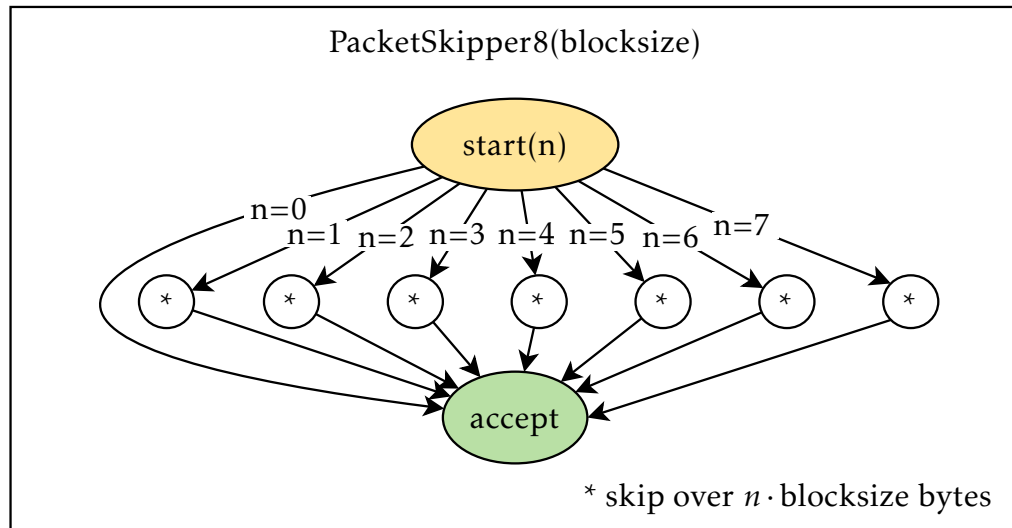 PacketSkipper8(blocksize)
start(n)
n=0
n=1 n=2 n=3 n=4 n=5 n=6 n=7
* * * * * * *
accept
* skip over n · blocksize bytes